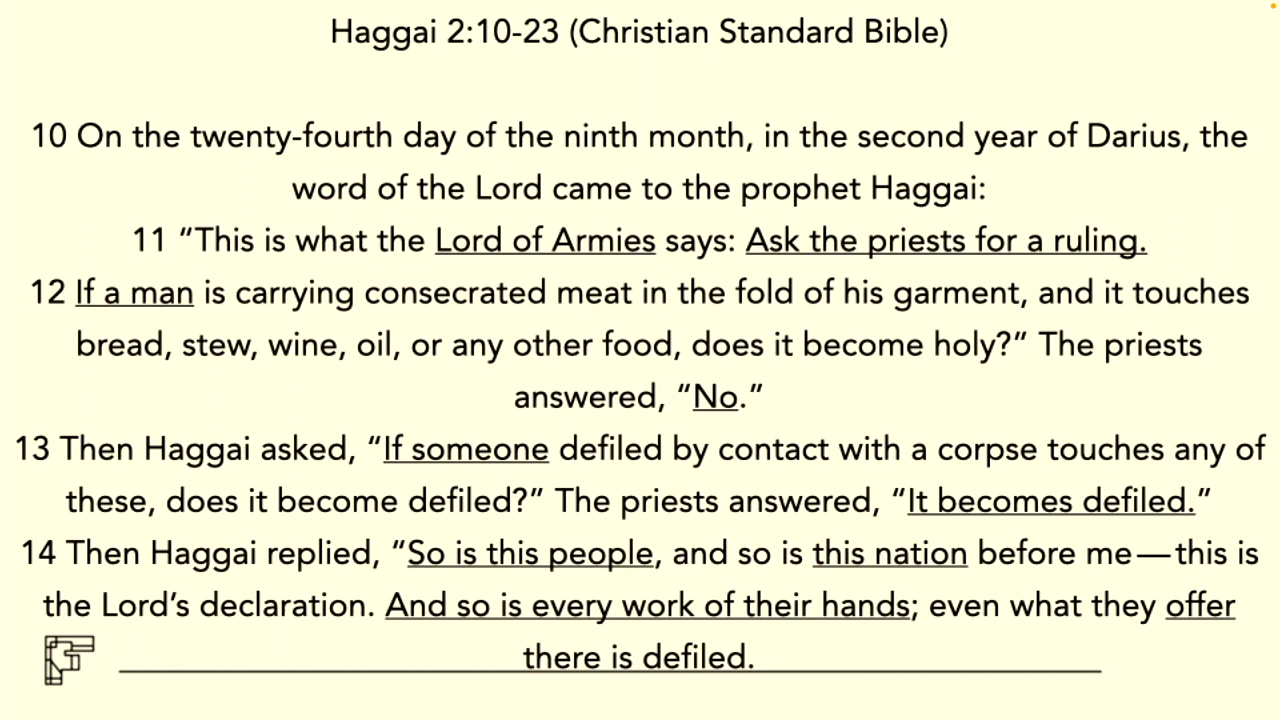 Haggai 2:10-23 (Christian Standard Bible)
10 On the twenty-fourth day of the ninth month, in the second year of Darius, the
word of the Lord came to the prophet Haggai:
11 “This is what the Lord of Armies says: Ask the priests for a ruling.
12 If a man is carrying consecrated meat in the fold of his garment, and it touches
bread, stew, wine, oil, or any other food, does it become holy?” The priests
answered, “No.”
13 Then Haggai asked, “If someone defiled by contact with a corpse touches any of
these, does it become defiled?” The priests answered, “It becomes defiled.”
14 Then Haggai replied, “So is this people, and so is this nation before me—this is
the Lord’s declaration. And so is every work of their hands; even what they offer
there is defiled.